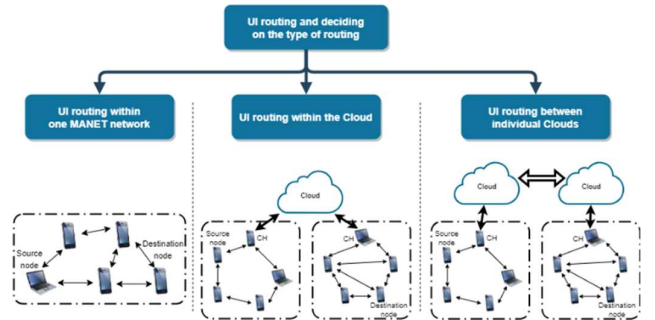 UI routing and deciding
on the type of routing
UI routing within
one MANET network
UI routing within the Cloud
UI routing between
individual Clouds
Cloud
Cloud
Cloud
Source
node
Destination
node
Source
node
CH
CH
Destination
node
Source
node
CH
CH
Destination
node